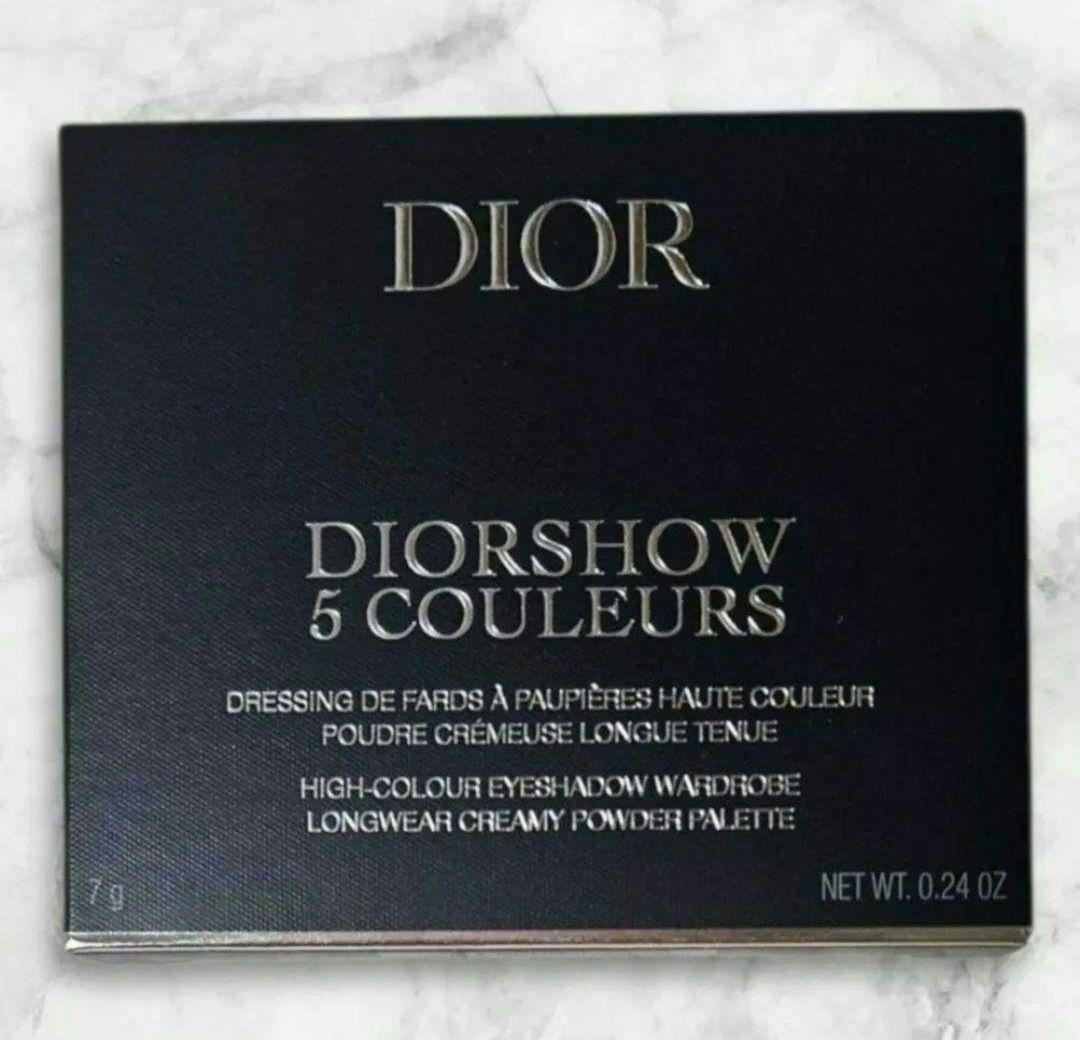 DIOR
DIORSHOW
5 COULEURS
DRESSING DE FARDS À PAUPIÈRES HAUTE COULEUR
POUDRE CRÉMEUSE LONGUE TENUE
HIGH-COLOUR EYESHADOW WARDROBE
LONGWEAR CREAMY POWDER PALETTE
7 g
NET WT. 0.24 OZ